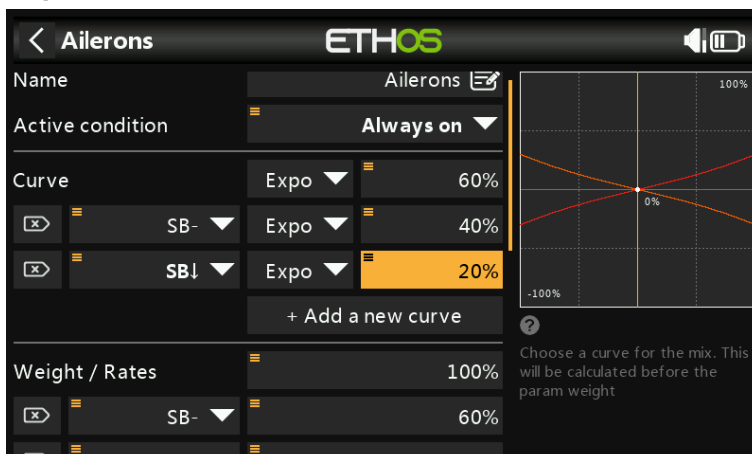 Ailerons
ETHOS
Name
Ailerons
Active condition
Always on
Curve
Expo
60%
SB-
Expo
40%
SB↓
Expo
20%
+ Add a new curve
Weight / Rates
100%
SB-
60%
100%
0%
-100%
?
Choose a curve for the mix. This
will be calculated before the
param weight